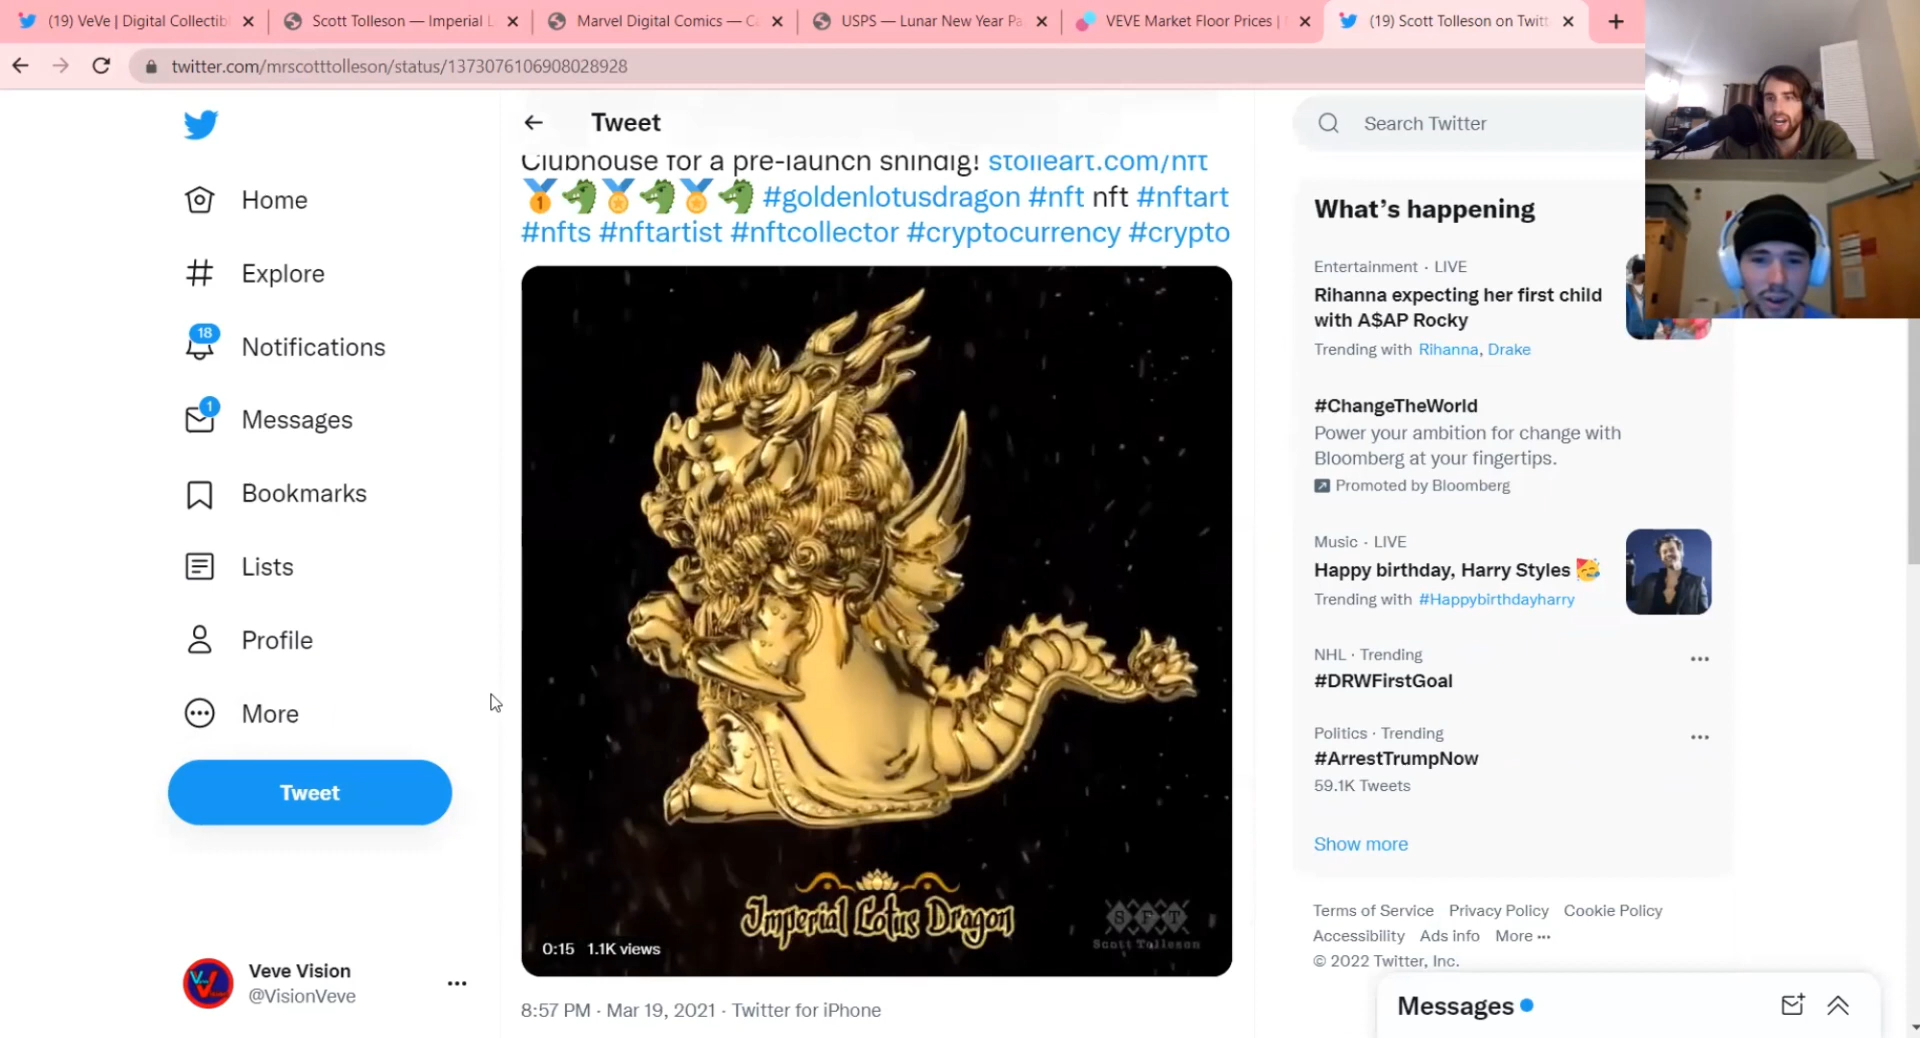 (19) VeVe | Digital Collectibl
Scott Tolleson — Imperial L
Marvel Digital Comics — C
USPS — Lunar New Year Pa
VEVE Market Floor Prices |
(19) Scott Tolleson on Twitt
twitter.com/mrscotttolleson/status/1373076106908028928
Home
Explore
18
Notifications
1
Messages
Bookmarks
Lists
Profile
More
Tweet
Veve Vision
@VisionVeve
Tweet
Clubhouse for a pre-launch shindig! stolleart.com/nft
#goldenlotusdragon #nft nft #nftart
#nfts #nftartist #nftcollector #cryptocurrency #crypto
Imperial Lotus Dragon
SFT
Scott Tolleson
0:15 1.1K views
8:57 PM · Mar 19, 2021 · Twitter for iPhone
Search Twitter
What's happening
Entertainment · LIVE
Rihanna expecting her first child
with A$AP Rocky
Trending with Rihanna, Drake
#ChangeTheWorld
Power your ambition for change with
Bloomberg at your fingertips.
Promoted by Bloomberg
Music · LIVE
Happy birthday, Harry Styles
Trending with #Happybirthdayharry
NHL · Trending
#DRWFirstGoal
Politics · Trending
#ArrestTrumpNow
59.1K Tweets
Show more
Terms of Service Privacy Policy Cookie Policy
Accessibility Ads info More ···
© 2022 Twitter, Inc.
Messages